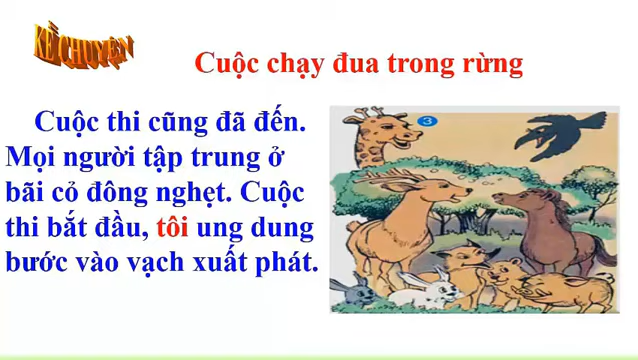 KỂ CHUYỆN
Cuộc chạy đua trong rừng
Cuộc thi cũng đã đến.
Mọi người tập trung ở
bãi cỏ đông nghẹt. Cuộc
thi bắt đầu, tôi ung dung
bước vào vạch xuất phát.
3